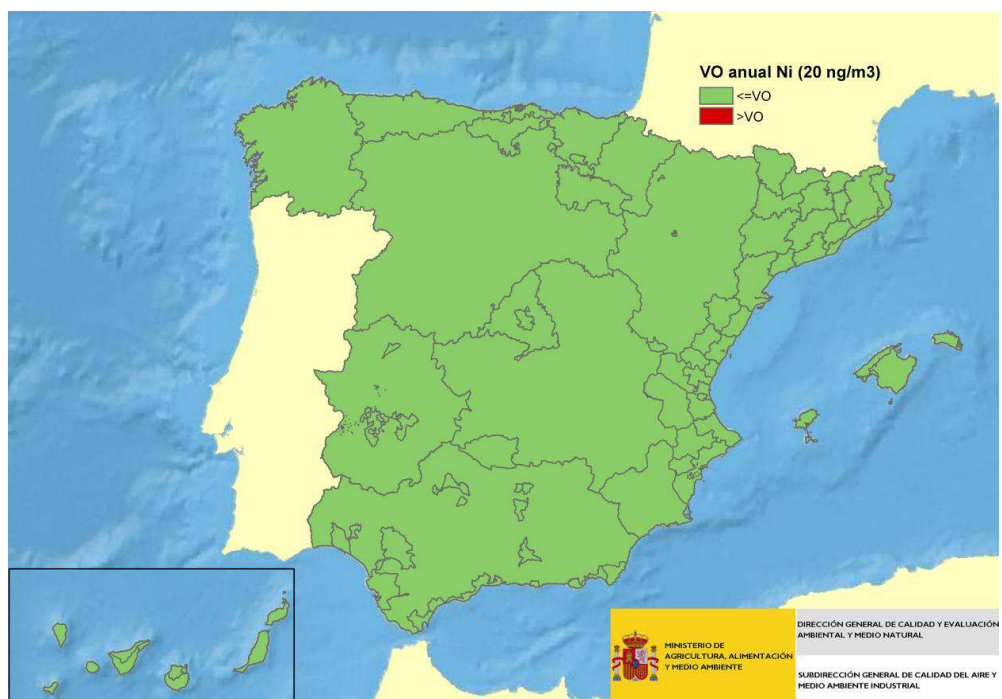 VO anual Ni (20 ng/m3)
<=VO
>VO
MINISTERIO DE
AGRICULTURA, ALIMENTACIÓN
Y MEDIO AMBIENTE
DIRECCIÓN GENERAL DE CALIDAD Y EVALUACIÓN
AMBIENTAL Y MEDIO NATURAL
SUBDIRECCIÓN GENERAL DE CALIDAD DEL AIRE Y
MEDIO AMBIENTE INDUSTRIAL